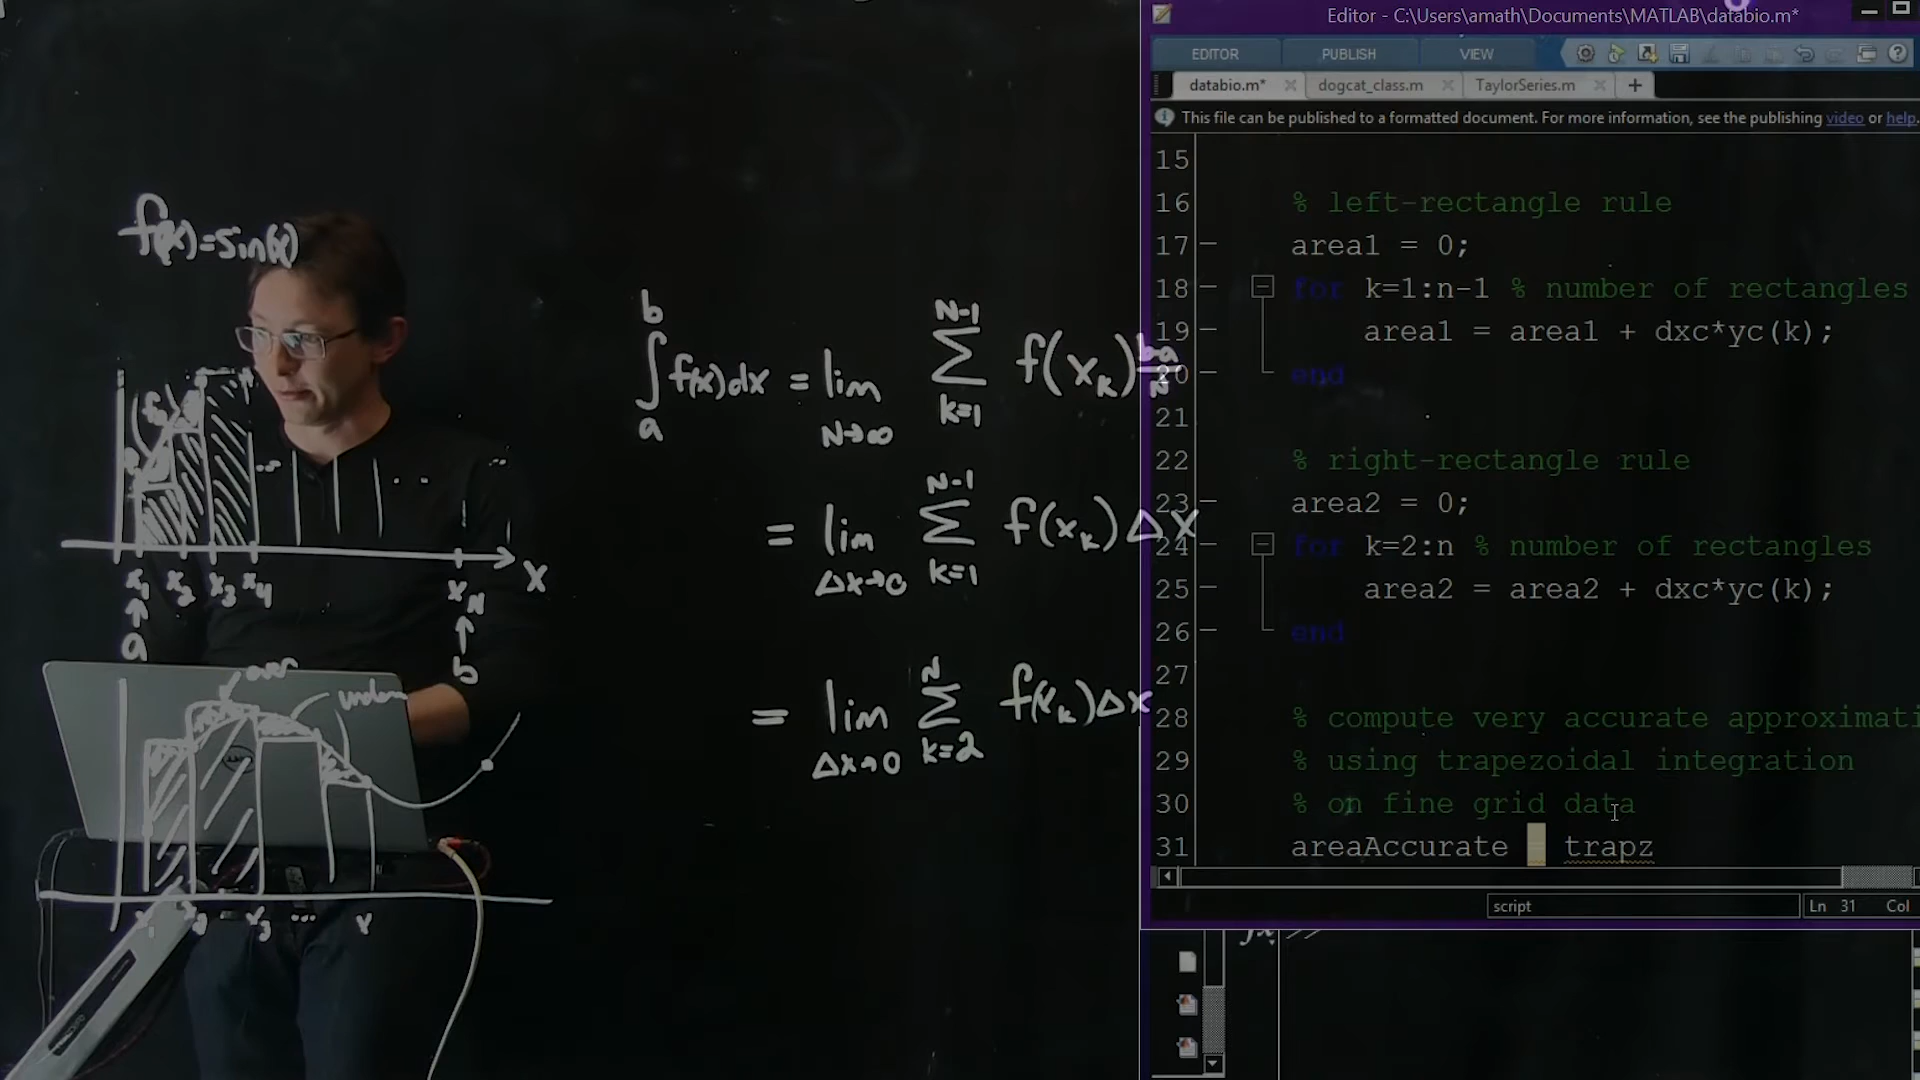 f(x)=Sin(x)
x₁ x₂ x₃ x₄ x_N x
a b
over
under
x₃ ...
b
∫ f(x)dx = lim
a N→∞
N-1
∑ f(x_k)
k=1
= lim
Δx→0
N-1
∑ f(x_k) Δx
k=1
= lim
Δx→0
N
∑ f(x_k)Δx
k=2
Editor - C:\Users\amath\Documents\MATLAB\databio.m*
EDITOR PUBLISH VIEW
databio.m* dogcat_class.m TaylorSeries.m +
This file can be published to a formatted document. For more information, see the publishing video or help.
15
16 % left-rectangle rule
17 area1 = 0;
18 for k=1:n-1 % number of rectangles
19 area1 = area1 + dxc*yc(k);
20 end
21
22 % right-rectangle rule
23 area2 = 0;
24 for k=2:n % number of rectangles
25 area2 = area2 + dxc*yc(k);
26 end
27
28 % compute very accurate approximati
29 % using trapezoidal integration
30 % on fine grid data
31 areaAccurate = trapz
script Ln 31 Col
fx >>